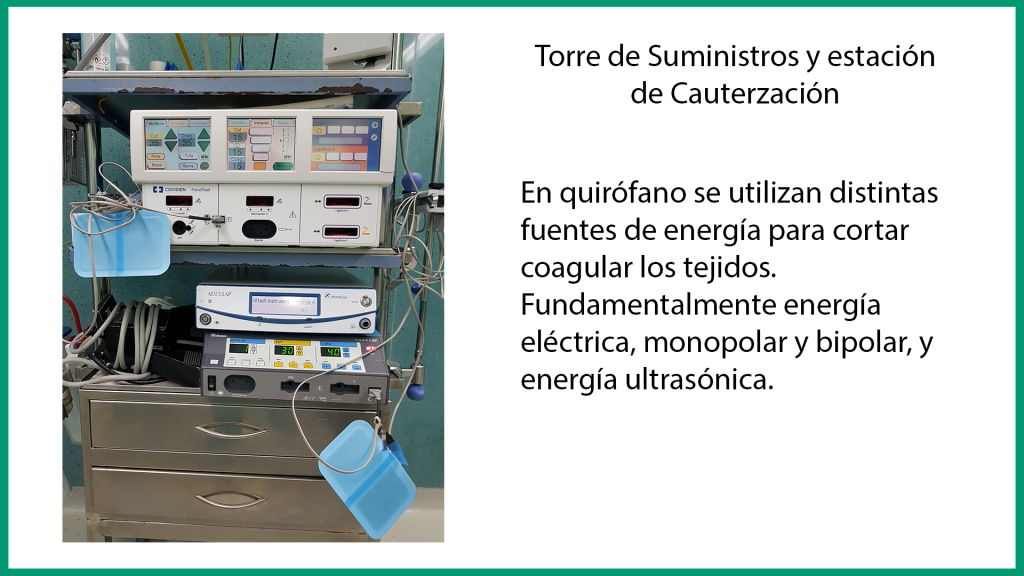 Torre de Suministros y estación
de Cauterzación
En quirófano se utilizan distintas
fuentes de energía para cortar
coagular los tejidos.
Fundamentalmente energía
eléctrica, monopolar y bipolar, y
energía ultrasónica.
COVIDIEN
AESCULAP
30
40